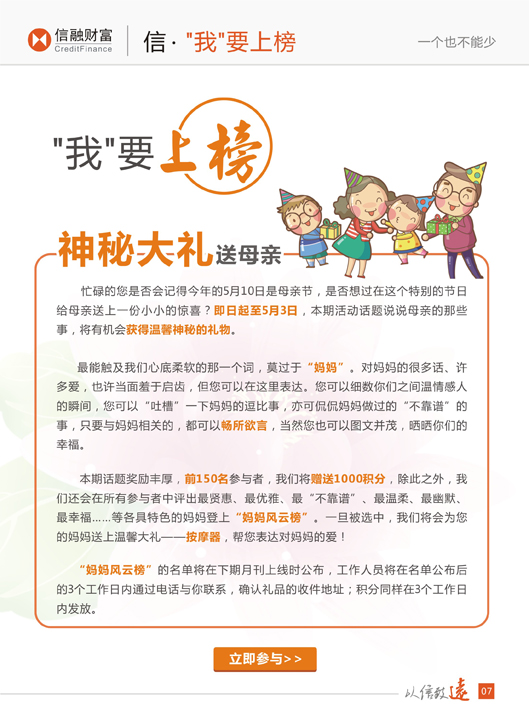 信融财富
CreditFinance
信· "我"要上榜
一个也不能少
"我"要上榜
神秘大礼送母亲
忙碌的您是否会记得今年的5月10日是母亲节，是否想过在这个特别的节日
给母亲送上一份小小的惊喜？即日起至5月3日，本期活动话题说说母亲的那些
事，将有机会获得温馨神秘的礼物。
最能触及我们心底柔软的那一个词，莫过于“妈妈”。对妈妈的很多话、许
多爱，也许当面羞于启齿，但您可以在这里表达。您可以细数你们之间温情感人
的瞬间，您可以“吐槽”一下妈妈的逗比事，亦可侃侃妈妈做过的“不靠谱”的
事，只要与妈妈相关的，都可以畅所欲言，当然您也可以图文并茂，晒晒你们的
幸福。
本期话题奖励丰厚，前150名参与者，我们将赠送1000积分，除此之外，我
们还会在所有参与者中评出最贤惠、最优雅、最“不靠谱”、最温柔、最幽默、
最幸福……等各具特色的妈妈登上“妈妈风云榜”。一旦被选中，我们将会为您
的妈妈送上温馨大礼——按摩器，帮您表达对妈妈的爱！
“妈妈风云榜”的名单将在下期月刊上线时公布，工作人员将在名单公布后
的3个工作日内通过电话与你联系，确认礼品的收件地址；积分同样在3个工作日
内发放。
立即参与>>
以信致远
07